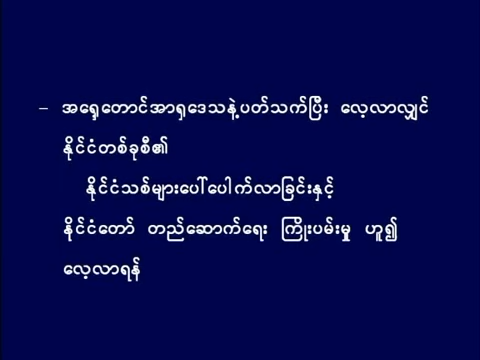 – အရှေ့တောင်အာရှဒေသနဲ့ပတ်သက်ပြီး လေ့လာလျှင်
နိုင်ငံတစ်ခုစီ၏
နိုင်ငံသစ်များပေါ်ပေါက်လာခြင်းနှင့်
နိုင်ငံတော် တည်ဆောက်ရေး ကြိုးပမ်းမှု ဟူ၍
လေ့လာရန်